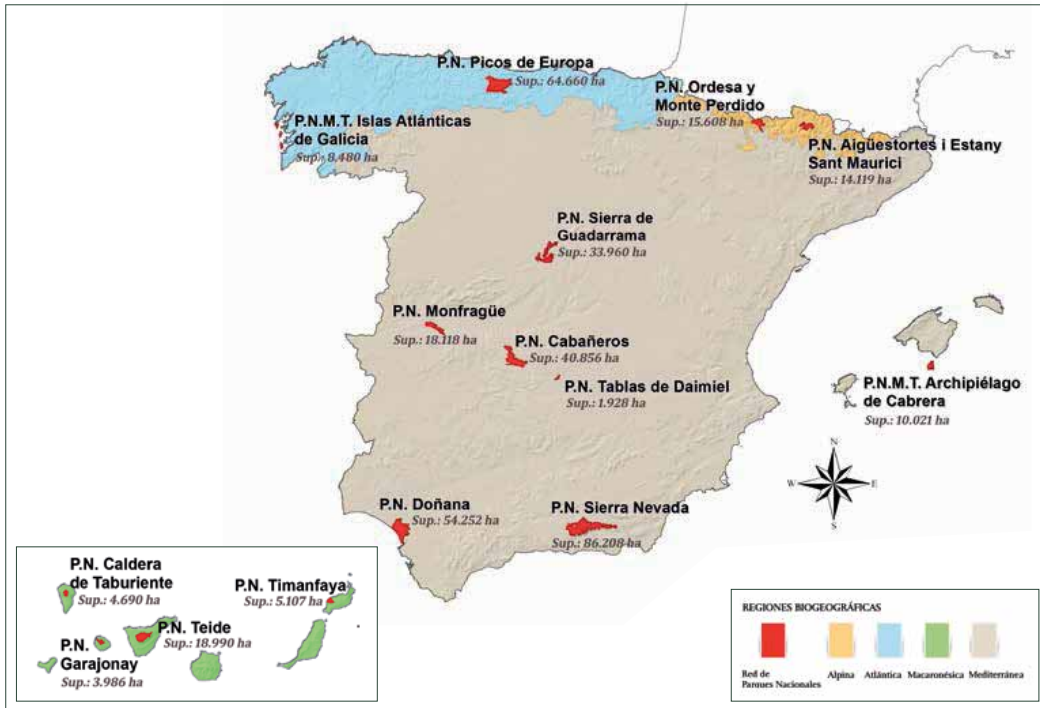 P.N. Picos de Europa
Sup.: 64.660 ha
P.N. Ordesa y
Monte Perdido
Sup.: 15.608 ha
P.N.M.T. Islas Atlánticas
de Galicia
Sup.: 8.480 ha
P.N. Aigüestortes i Estany
Sant Maurici
Sup.: 14.119 ha
P.N. Sierra de
Guadarrama
Sup.: 33.960 ha
P.N. Monfragüe
Sup.: 18.118 ha
P.N. Cabañeros
Sup.: 40.856 ha
P.N. Tablas de Daimiel
Sup.: 1.928 ha
P.N.M.T. Archipiélago
de Cabrera
Sup.: 10.021 ha
N
W
E
S
P.N. Doñana
Sup.: 54.252 ha
P.N. Sierra Nevada
Sup.: 86.208 ha
P.N. Caldera
de Taburiente
Sup.: 4.690 ha
P.N. Timanfaya
Sup.: 5.107 ha
P.N. Teide
Sup.: 18.990 ha
P.N.
Garajonay
Sup.: 3.986 ha
REGIONES BIOGEOGRÁFICAS
Red de
Parques Nacionales
Alpina
Atlántica
Macaronésica
Mediterránea